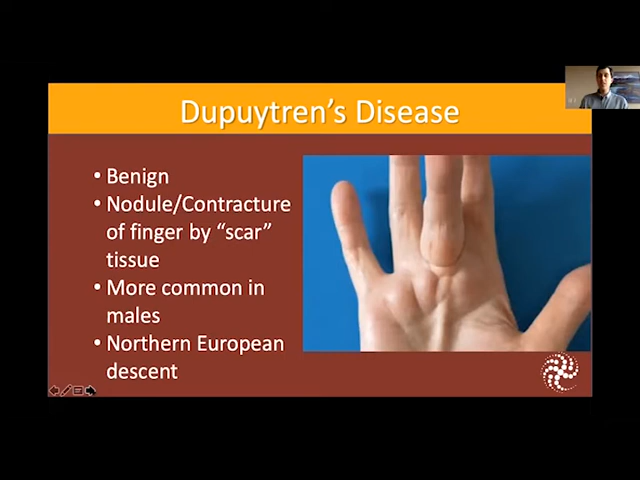 Dupuytren's Disease
• Benign
• Nodule/Contracture
of finger by “scar”
tissue
• More common in
males
• Northern European
descent